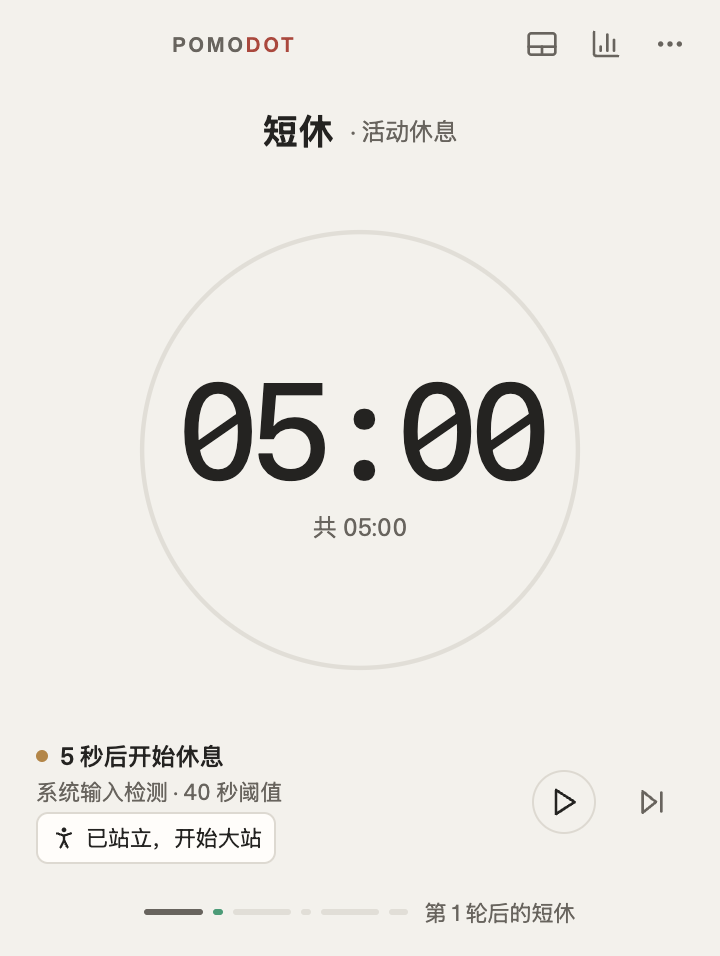 POMODOT
短休 · 活动休息
05:00
共 05:00
5 秒后开始休息
系统输入检测 · 40 秒阈值
已站立，开始大站
第 1 轮后的短休